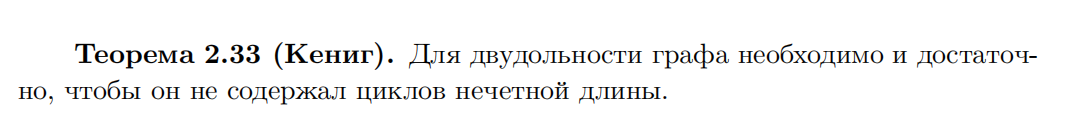 Теорема 2.33 (Кениг). Для двудольности графа необходимо и достаточ-
но, чтобы он не содержал циклов нечетной длины.